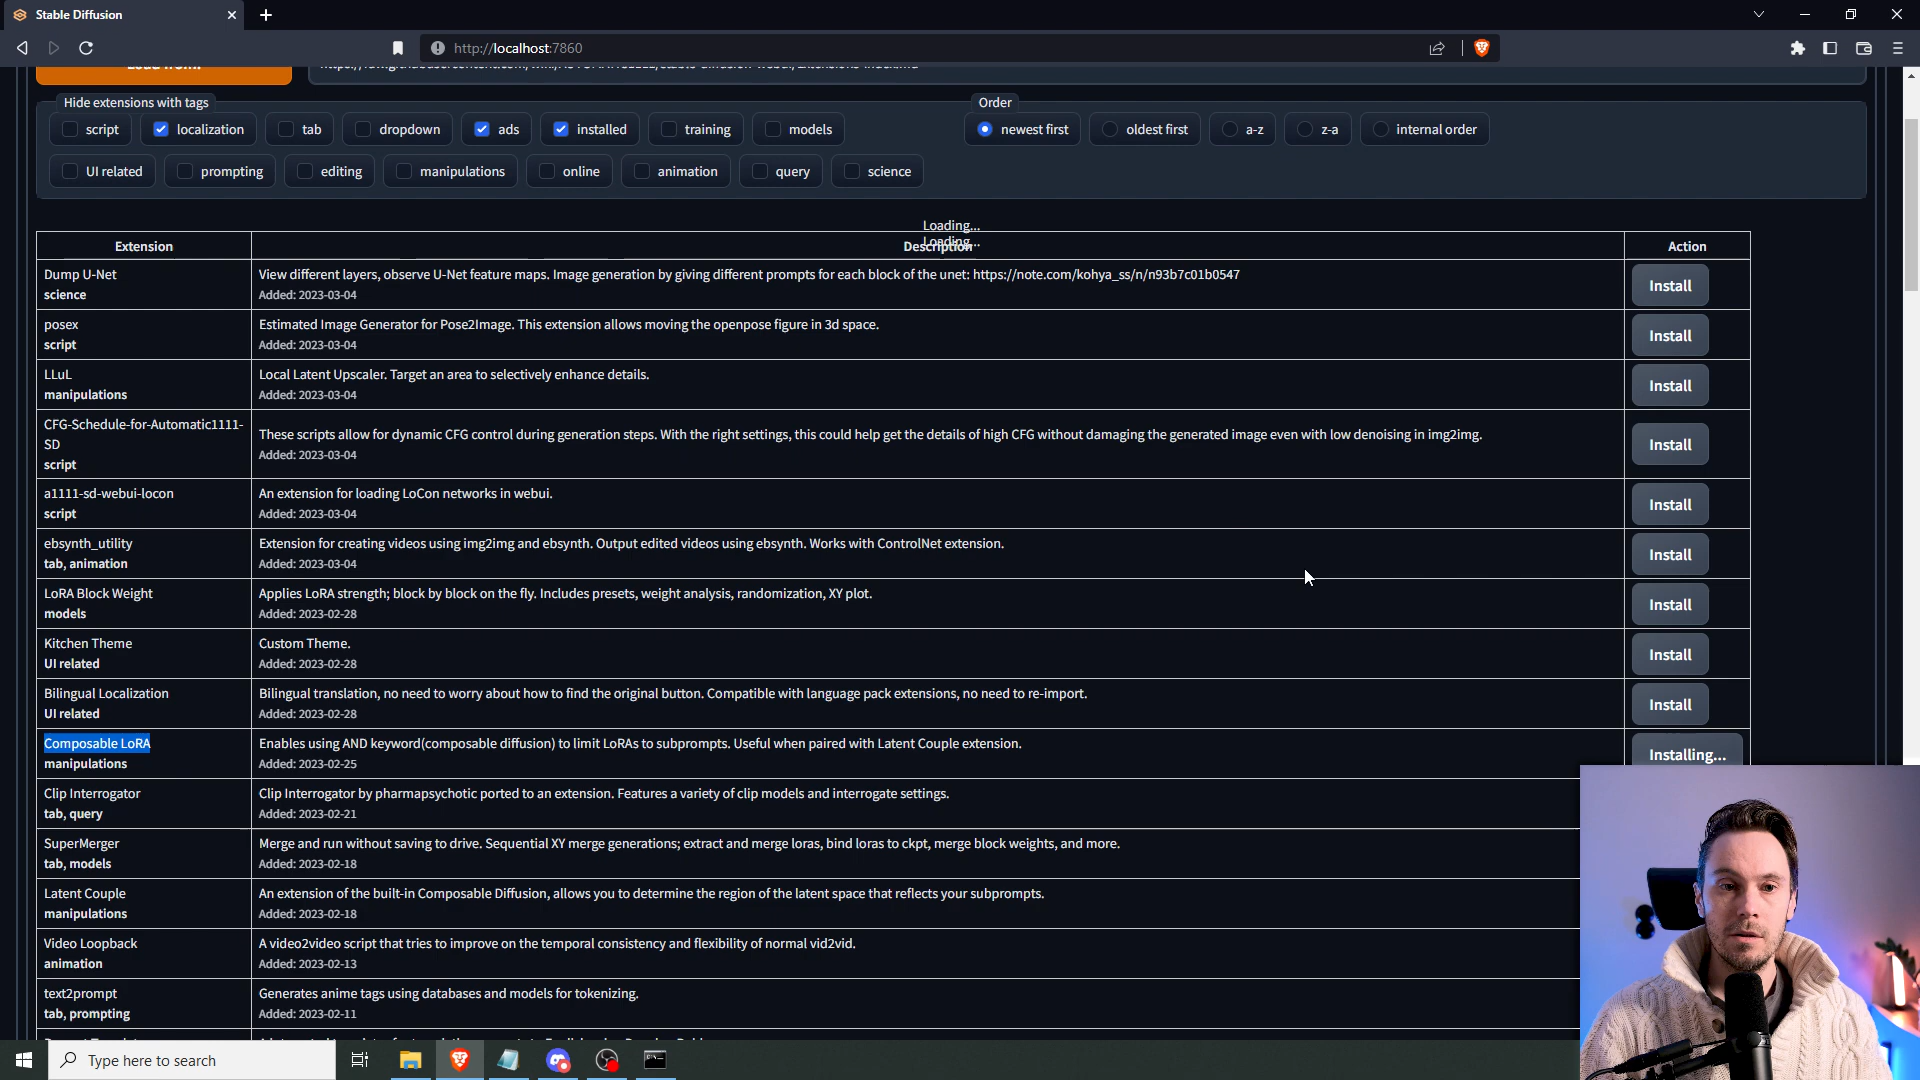 Stable Diffusion
http://localhost:7860
Load from:
Hide extensions with tags
script
localization
tab
dropdown
ads
installed
training
models
UI related
prompting
editing
manipulations
online
animation
query
science
Order
newest first
oldest first
a-z
z-a
internal order
Loading...
Loading...
Extension
Description
Action
Dump U-Net
science
View different layers, observe U-Net feature maps. Image generation by giving different prompts for each block of the unet: https://note.com/kohya_ss/n/n93b7c01b0547
Added: 2023-03-04
Install
posex
script
Estimated Image Generator for Pose2Image. This extension allows moving the openpose figure in 3d space.
Added: 2023-03-04
Install
LLuL
manipulations
Local Latent Upscaler. Target an area to selectively enhance details.
Added: 2023-03-04
Install
CFG-Schedule-for-Automatic1111-
SD
script
These scripts allow for dynamic CFG control during generation steps. With the right settings, this could help get the details of high CFG without damaging the generated image even with low denoising in img2img.
Added: 2023-03-04
Install
a1111-sd-webui-locon
script
An extension for loading LoCon networks in webui.
Added: 2023-03-04
Install
ebsynth_utility
tab, animation
Extension for creating videos using img2img and ebsynth. Output edited videos using ebsynth. Works with ControlNet extension.
Added: 2023-03-04
Install
LoRA Block Weight
models
Applies LoRA strength; block by block on the fly. Includes presets, weight analysis, randomization, XY plot.
Added: 2023-02-28
Install
Kitchen Theme
UI related
Custom Theme.
Added: 2023-02-28
Install
Bilingual Localization
UI related
Bilingual translation, no need to worry about how to find the original button. Compatible with language pack extensions, no need to re-import.
Added: 2023-02-28
Install
Composable LoRA
manipulations
Enables using AND keyword(composable diffusion) to limit LoRAs to subprompts. Useful when paired with Latent Couple extension.
Added: 2023-02-25
Installing...
Clip Interrogator
tab, query
Clip Interrogator by pharmapsychotic ported to an extension. Features a variety of clip models and interrogate settings.
Added: 2023-02-21
SuperMerger
tab, models
Merge and run without saving to drive. Sequential XY merge generations; extract and merge loras, bind loras to ckpt, merge block weights, and more.
Added: 2023-02-18
Latent Couple
manipulations
An extension of the built-in Composable Diffusion, allows you to determine the region of the latent space that reflects your subprompts.
Added: 2023-02-18
Video Loopback
animation
A video2video script that tries to improve on the temporal consistency and flexibility of normal vid2vid.
Added: 2023-02-13
text2prompt
tab, prompting
Generates anime tags using databases and models for tokenizing.
Added: 2023-02-11
Type here to search